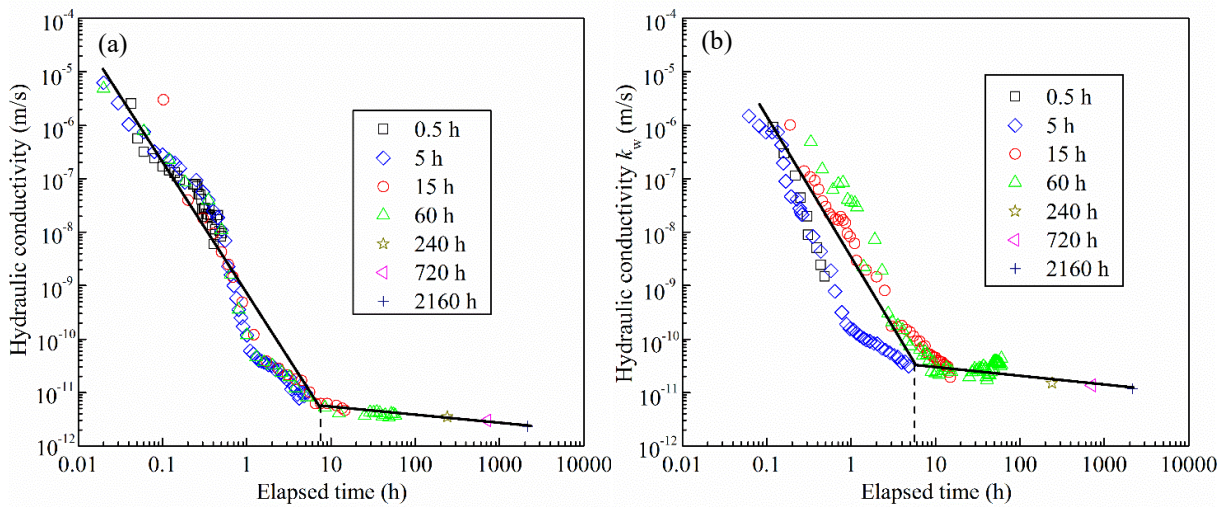 (a)
Hydraulic conductivity (m/s)
10⁻⁴
10⁻⁵
10⁻⁶
10⁻⁷
10⁻⁸
10⁻⁹
10⁻¹⁰
10⁻¹¹
10⁻¹²
0.5 h
5 h
15 h
60 h
240 h
720 h
2160 h
0.01 0.1 1 10 100 1000 10000
Elapsed time (h)
(b)
Hydraulic conductivity k_w (m/s)
10⁻⁴
10⁻⁵
10⁻⁶
10⁻⁷
10⁻⁸
10⁻⁹
10⁻¹⁰
10⁻¹¹
10⁻¹²
0.5 h
5 h
15 h
60 h
240 h
720 h
2160 h
0.01 0.1 1 10 100 1000 10000
Elapsed time (h)